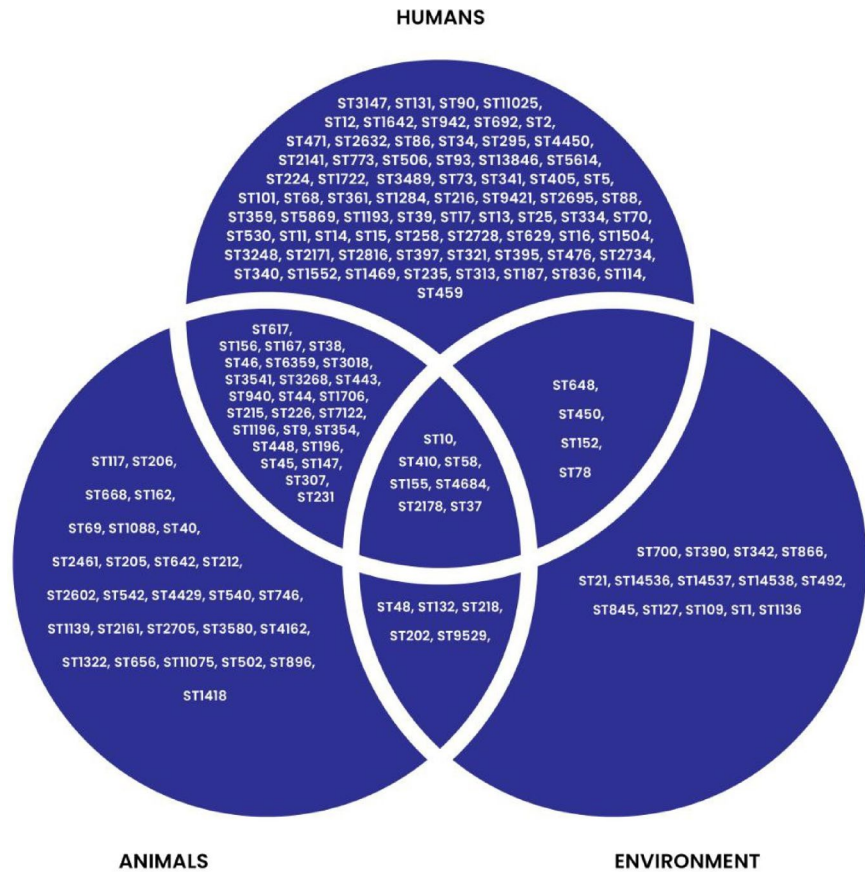 HUMANS
ST3147, ST131, ST90, ST11025,
ST12, ST1642, ST942, ST692, ST2,
ST471, ST2632, ST86, ST34, ST295, ST4450,
ST2141, ST773, ST506, ST93, ST13846, ST5614,
ST224, ST1722, ST3489, ST73, ST341, ST405, ST5,
ST101, ST68, ST361, ST1284, ST216, ST9421, ST2695, ST88,
ST359, ST5869, ST1193, ST39, ST17, ST13, ST25, ST334, ST70,
ST530, ST11, ST14, ST15, ST258, ST2728, ST629, ST16, ST1504,
ST3248, ST2171, ST2816, ST397, ST321, ST395, ST476, ST2734,
ST340, ST1552, ST1469, ST235, ST313, ST187, ST836, ST114,
ST459
ST617,
ST156, ST167, ST38,
ST46, ST6359, ST3018,
ST3541, ST3268, ST443,
ST940, ST44, ST1706,
ST215, ST226, ST7122,
ST1196, ST9, ST354,
ST448, ST196,
ST45, ST147,
ST307,
ST231
ST648,
ST450,
ST152,
ST78
ST10,
ST410, ST58,
ST155, ST4684,
ST2178, ST37
ST117, ST206,
ST668, ST162,
ST69, ST1088, ST40,
ST2461, ST205, ST642, ST212,
ST2602, ST542, ST4429, ST540, ST746,
ST1139, ST2161, ST2705, ST3580, ST4162,
ST1322, ST656, ST11075, ST502, ST896,
ST1418
ST48, ST132, ST218,
ST202, ST9529,
ST700, ST390, ST342, ST866,
ST21, ST14536, ST14537, ST14538, ST492,
ST845, ST127, ST109, ST1, ST1136
ANIMALS
ENVIRONMENT